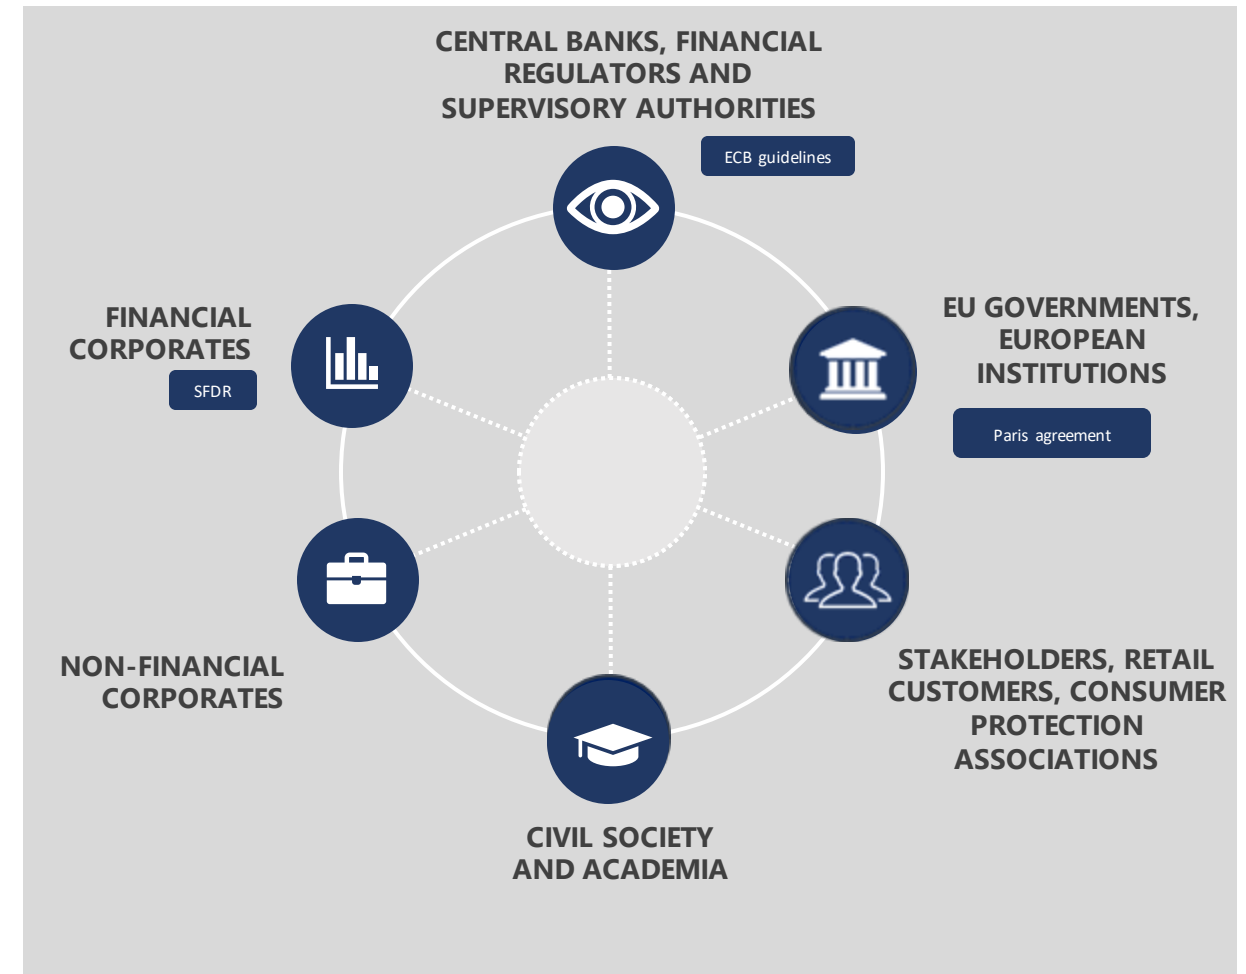 CENTRAL BANKS, FINANCIAL
REGULATORS AND
SUPERVISORY AUTHORITIES
ECB guidelines
EU GOVERNMENTS,
EUROPEAN
INSTITUTIONS
Paris agreement
FINANCIAL
CORPORATES
SFDR
NON-FINANCIAL
CORPORATES
STAKEHOLDERS, RETAIL
CUSTOMERS, CONSUMER
PROTECTION
ASSOCIATIONS
CIVIL SOCIETY
AND ACADEMIA